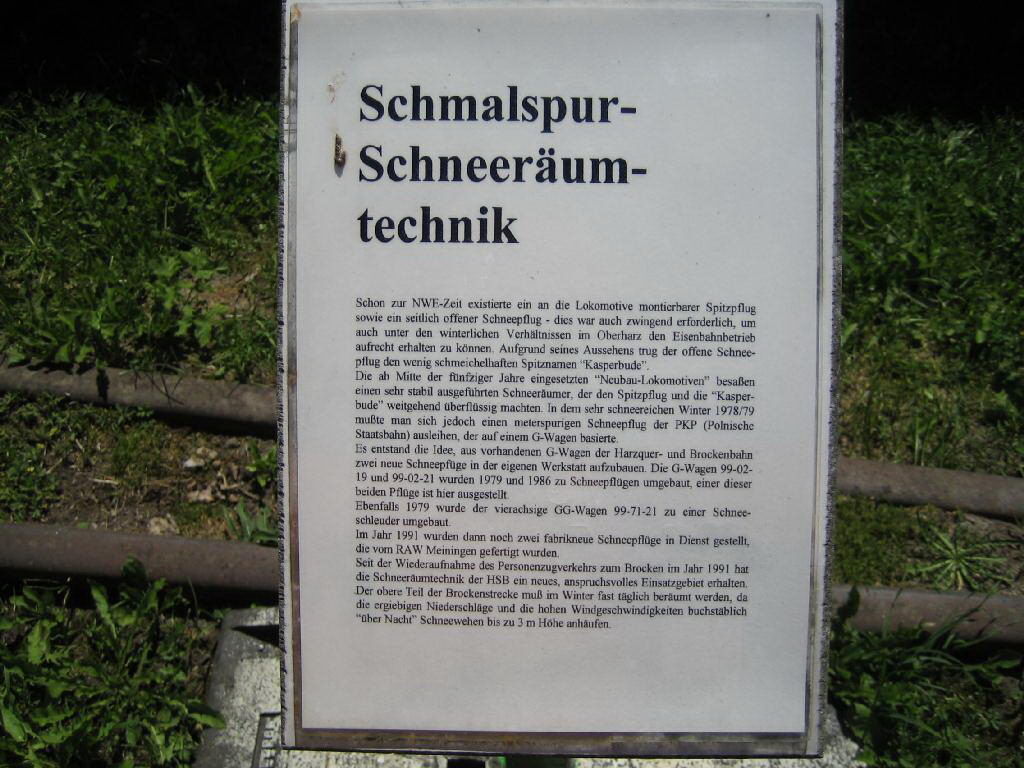 Schmalspur-
Schneeräum-
technik
Schon zur NWE-Zeit existierte ein an die Lokomotive montierbarer Spitzpflug
sowie ein seitlich offener Schneepflug - dies war auch zwingend erforderlich, um
auch unter den winterlichen Verhältnissen im Oberharz den Eisenbahnbetrieb
aufrecht erhalten zu können. Aufgrund seines Aussehens trug der offene Schnee-
pflug den wenig schmeichelhaften Spitznamen "Kasperbude".
Die ab Mitte der fünfziger Jahre eingesetzten "Neubau-Lokomotiven" besaßen
einen sehr stabil ausgeführten Schneeräumer, der den Spitzpflug und die "Kasper-
bude" weitgehend überflüssig machten. In dem sehr schneereichen Winter 1978/79
mußte man sich jedoch einen meterspurigen Schneepflug der PKP (Polnische
Staatsbahn) ausleihen, der auf einem G-Wagen basierte.
Es entstand die Idee, aus vorhandenen G-Wagen der Harzquer- und Brockenbahn
zwei neue Schneepflüge in der eigenen Werkstatt aufzubauen. Die G-Wagen 99-02-
19 und 99-02-21 wurden 1979 und 1986 zu Schneepflügen umgebaut, einer dieser
beiden Pflüge ist hier ausgestellt.
Ebenfalls 1979 wurde der vierachsige GG-Wagen 99-71-21 zu einer Schnee-
schleuder umgebaut.
Im Jahr 1991 wurden dann noch zwei fabrikneue Schneepflüge in Dienst gestellt,
die vom RAW Meiningen gefertigt wurden.
Seit der Wiederaufnahme des Personenzugverkehrs zum Brocken im Jahr 1991 hat
die Schneeräumtechnik der HSB ein neues, anspruchsvolles Einsatzgebiet erhalten.
Der obere Teil der Brockenstrecke muß im Winter fast täglich beräumt werden, da
die ergiebigen Niederschläge und die hohen Windgeschwindigkeiten buchstäblich
"über Nacht" Schneewehen bis zu 3 m Höhe anhäufen.